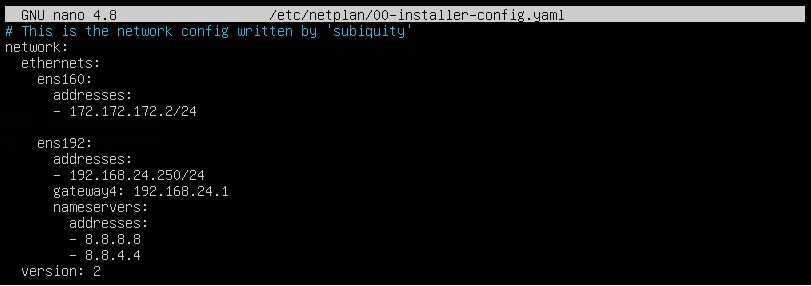 GNU nano 4.8 /etc/netplan/00-installer-config.yaml
# This is the network config written by 'subiquity'
network:
  ethernets:
    ens160:
      addresses:
      - 172.172.172.2/24

    ens192:
      addresses:
      - 192.168.24.250/24
      gateway4: 192.168.24.1
      nameservers:
        addresses:
        - 8.8.8.8
        - 8.8.4.4
  version: 2